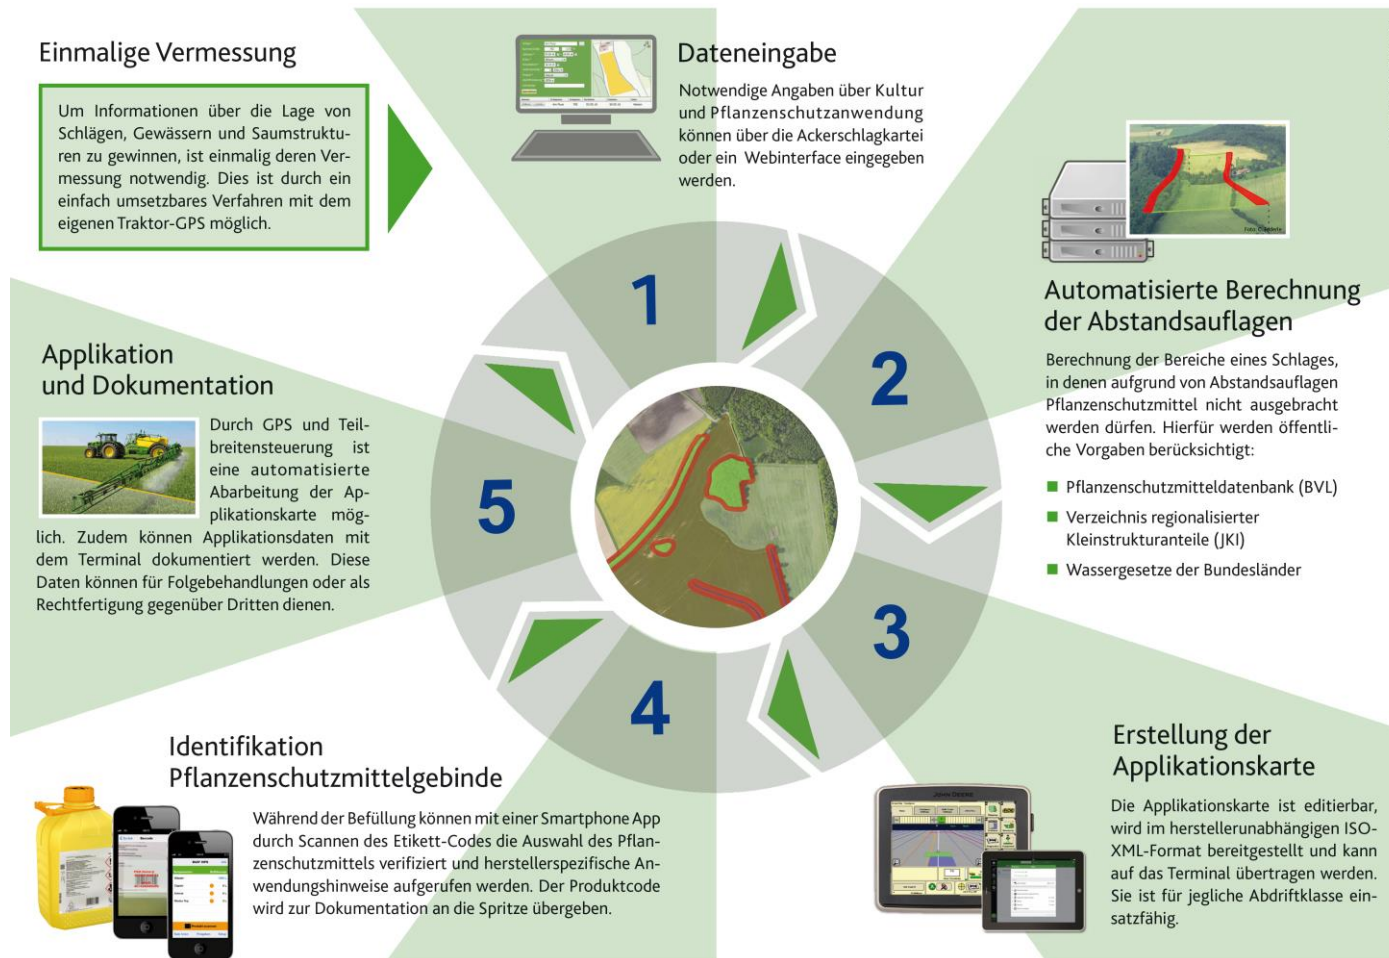 Einmalige Vermessung
Um Informationen über die Lage von
Schlägen, Gewässern und Saumstruktu-
ren zu gewinnen, ist einmalig deren Ver-
messung notwendig. Dies ist durch ein
einfach umsetzbares Verfahren mit dem
eigenen Traktor-GPS möglich.
Dateneingabe
Notwendige Angaben über Kultur
und Pflanzenschutzanwendung
können über die Ackerschlagkartei
oder ein Webinterface eingegeben
werden.
1
2
3
4
5
Automatisierte Berechnung
der Abstandsauflagen
Berechnung der Bereiche eines Schlages,
in denen aufgrund von Abstandsauflagen
Pflanzenschutzmittel nicht ausgebracht
werden dürfen. Hierfür werden öffentli-
che Vorgaben berücksichtigt:
Pflanzenschutzmitteldatenbank (BVL)
Verzeichnis regionalisierter
Kleinstrukturanteile (JKI)
Wassergesetze der Bundesländer
Erstellung der
Applikationskarte
Die Applikationskarte ist editierbar,
wird im herstellerunabhängigen ISO-
XML-Format bereitgestellt und kann
auf das Terminal übertragen werden.
Sie ist für jegliche Abdriftklasse ein-
satzfähig.
JOHN DEERE
Identifikation
Pflanzenschutzmittelgebinde
Während der Befüllung können mit einer Smartphone App
durch Scannen des Etikett-Codes die Auswahl des Pflan-
zenschutzmittels verifiziert und herstellerspezifische An-
wendungshinweise aufgerufen werden. Der Produktcode
wird zur Dokumentation an die Spritze übergeben.
Applikation
und Dokumentation
Durch GPS und Teil-
breitensteuerung ist
eine automatisierte
Abarbeitung der Ap-
plikationskarte mög-
lich. Zudem können Applikationsdaten mit
dem Terminal dokumentiert werden. Diese
Daten können für Folgebehandlungen oder als
Rechtfertigung gegenüber Dritten dienen.